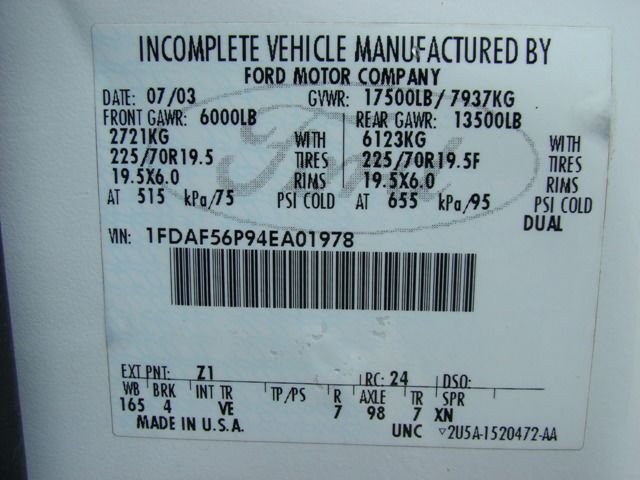 INCOMPLETE VEHICLE MANUFACTURED BY
FORD MOTOR COMPANY
DATE: 07/03 GVWR: 17500LB/ 7937KG
FRONT GAWR: 6000LB REAR GAWR: 13500LB
2721KG WITH 6123KG WITH
225/70R19.5 TIRES 225/70R19.5F TIRES
19.5X6.0 RIMS 19.5X6.0 RIMS
AT 515 kPa/75 PSI COLD AT 655 kPa/95 PSI COLD
DUAL
Ford
VIN: 1FDAF56P94EA01978
EXT PNT: Z1 RC: 24 DSO:
WB BRK INT TR TP/PS R AXLE TR SPR
165 4 VE 7 98 7 XN
MADE IN U.S.A. UNC 2U5A-1520472-AA